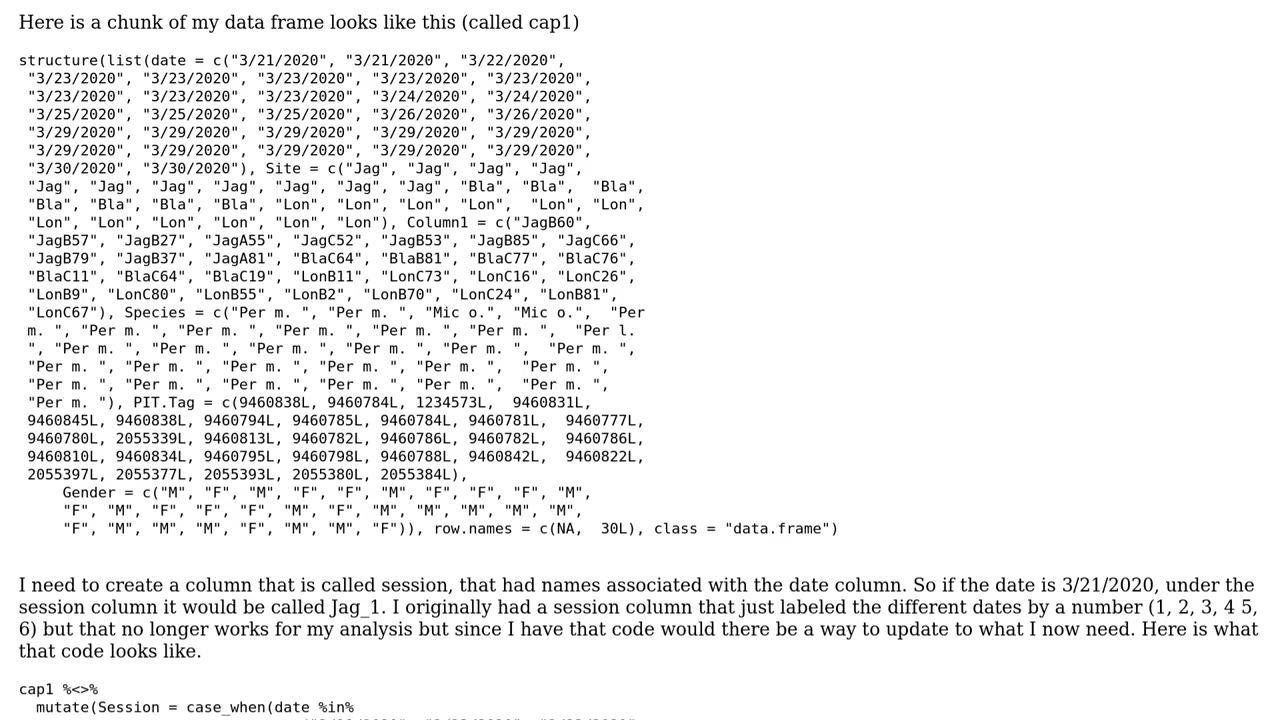 Here is a chunk of my data frame looks like this (called cap1)
structure(list(date = c("3/21/2020", "3/21/2020", "3/22/2020",
"3/23/2020", "3/23/2020", "3/23/2020", "3/23/2020", "3/23/2020",
"3/23/2020", "3/23/2020", "3/23/2020", "3/24/2020", "3/24/2020",
"3/25/2020", "3/25/2020", "3/25/2020", "3/26/2020", "3/26/2020",
"3/29/2020", "3/29/2020", "3/29/2020", "3/29/2020", "3/29/2020",
"3/29/2020", "3/29/2020", "3/29/2020", "3/29/2020", "3/29/2020",
"3/30/2020", "3/30/2020"), Site = c("Jag", "Jag", "Jag", "Jag",
"Jag", "Jag", "Jag", "Jag", "Jag", "Jag", "Jag", "Bla", "Bla",  "Bla",
"Bla", "Bla", "Bla", "Bla", "Lon", "Lon", "Lon", "Lon",  "Lon", "Lon",
"Lon", "Lon", "Lon", "Lon", "Lon", "Lon"), Column1 = c("JagB60",
"JagB57", "JagB27", "JagA55", "JagC52", "JagB53", "JagB85", "JagC66",
"JagB79", "JagB37", "JagA81", "BlaC64", "BlaB81", "BlaC77", "BlaC76",
"BlaC11", "BlaC64", "BlaC19", "LonB11", "LonC73", "LonC16", "LonC26",
"LonB9", "LonC80", "LonB55", "LonB2", "LonB70", "LonC24", "LonB81",
"LonC67"), Species = c("Per m. ", "Per m. ", "Mic o.", "Mic o.",  "Per
m. ", "Per m. ", "Per m. ", "Per m. ", "Per m. ", "Per m. ",  "Per l.
", "Per m. ", "Per m. ", "Per m. ", "Per m. ", "Per m. ",  "Per m. ",
"Per m. ", "Per m. ", "Per m. ", "Per m. ", "Per m. ",  "Per m. ",
"Per m. ", "Per m. ", "Per m. ", "Per m. ", "Per m. ",  "Per m. ",
"Per m. "), PIT.Tag = c(9460838L, 9460784L, 1234573L,  9460831L,
9460845L, 9460838L, 9460794L, 9460785L, 9460784L, 9460781L,  9460777L,
9460780L, 2055339L, 9460813L, 9460782L, 9460786L, 9460782L,  9460786L,
9460810L, 9460834L, 9460795L, 9460798L, 9460788L, 9460842L,  9460822L,
2055397L, 2055377L, 2055393L, 2055380L, 2055384L),
Gender = c("M", "F", "M", "F", "F", "M", "F", "F", "F", "M",
"F", "M", "F", "F", "F", "M", "F", "M", "M", "M", "M", "M",
"F", "M", "M", "M", "F", "M", "M", "F")), row.names = c(NA,  30L), class = "data.frame")
I need to create a column that is called session, that had names associated with the date column. So if the date is 3/21/2020, under the
session column it would be called Jag_1. I originally had a session column that just labeled the different dates by a number (1, 2, 3, 4 5,
6) but that no longer works for my analysis but since I have that code would there be a way to update to what I now need. Here is what
that code looks like.
cap1 %<>%
mutate(Session = case_when(date %in%